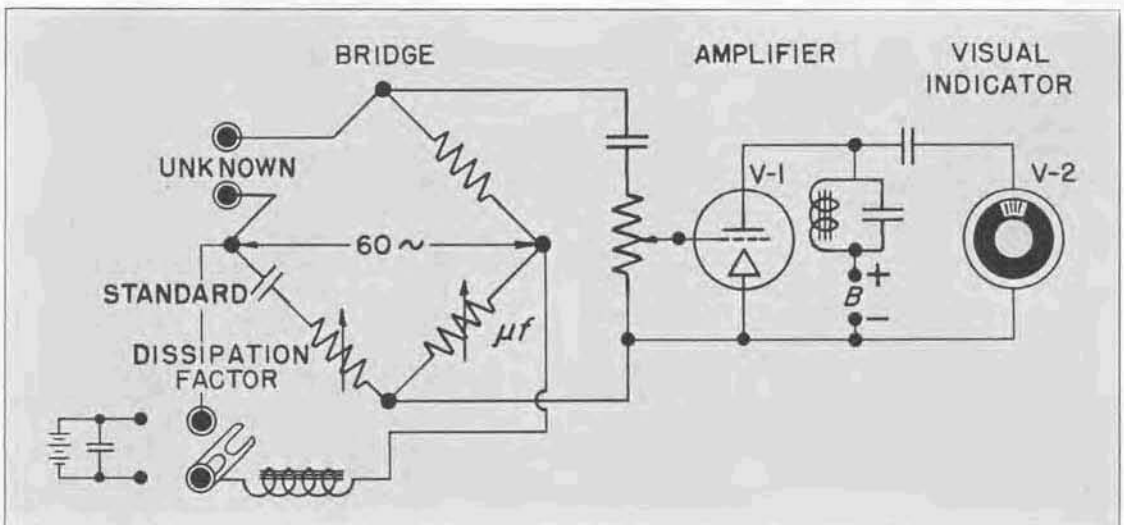 BRIDGE
AMPLIFIER
VISUAL
INDICATOR
UNKNOWN
V-1
V-2
60~
STANDARD
μf
B
+
-
DISSIPATION
FACTOR